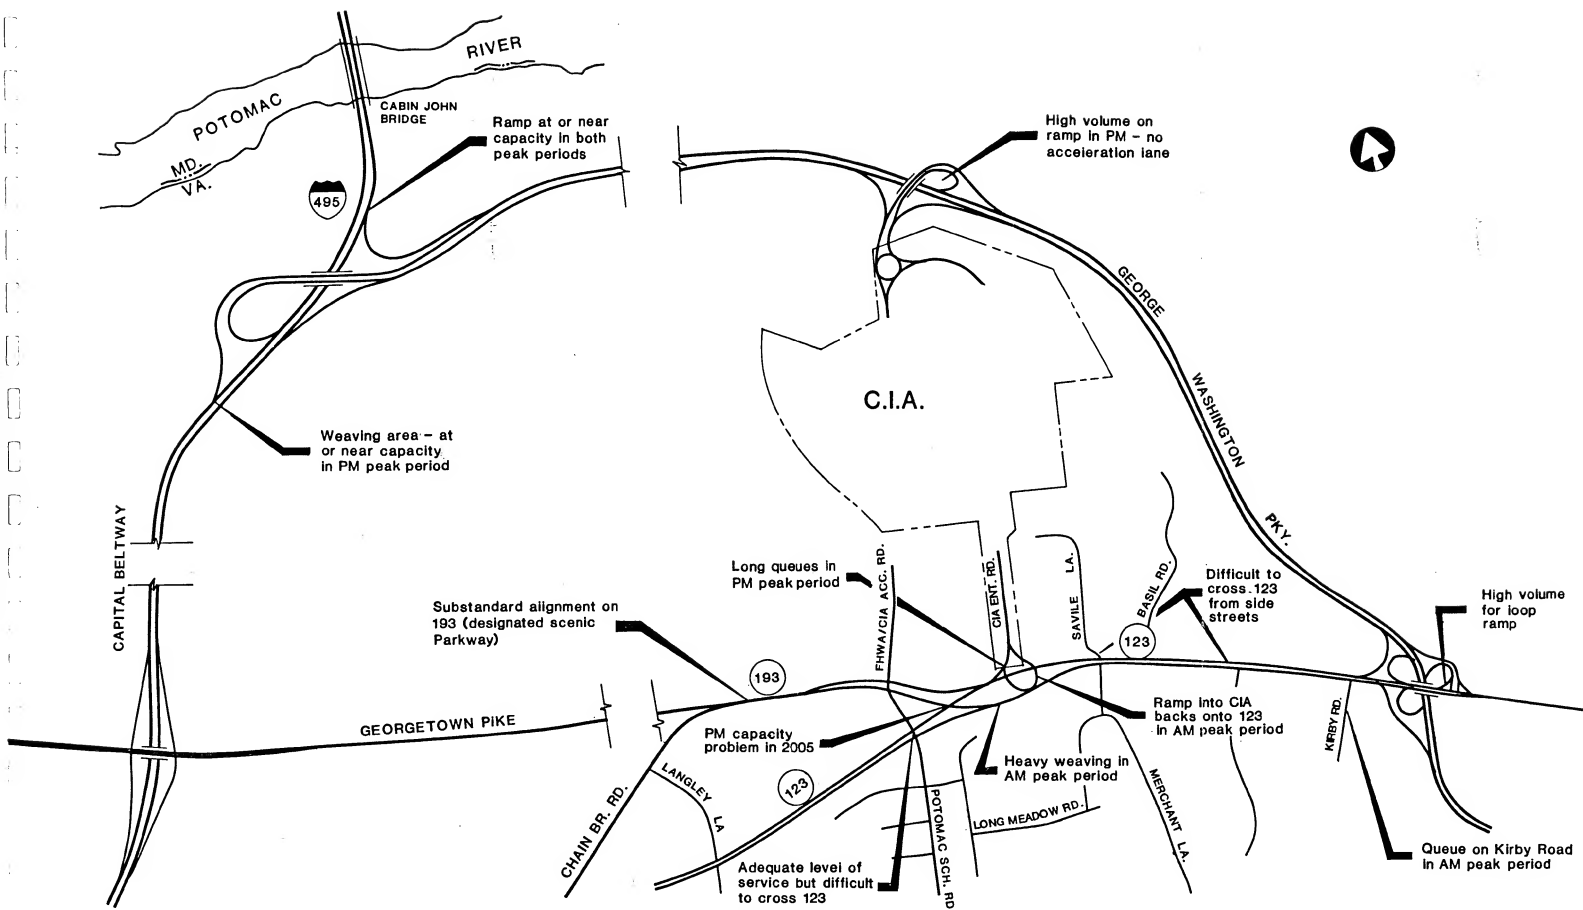 POTOMAC
RIVER
MD.
VA.
CABIN JOHN
BRIDGE
495
Ramp at or near
capacity in both
peak periods
High volume on
ramp in PM - no
acceleration lane
GEORGE
WASHINGTON
PKY.
C.I.A.
Weaving area - at
or near capacity
in PM peak period
CAPITAL BELTWAY
Long queues in
PM peak period
FHWA/CIA ACC. RD.
CIA ENT. RD.
SAVILE LA.
BASIL RD.
Difficult to
cross 123
from side
streets
High volume
for loop
ramp
Substandard alignment on
193 (designated scenic
Parkway)
123
193
GEORGETOWN PIKE
PM capacity
problem in 2005
Ramp into CIA
backs onto 123
in AM peak period
KIRBY RD.
Heavy weaving in
AM peak period
123
LANGLEY LA
CHAIN BR. RD.
POTOMAC SCH. RD
LONG MEADOW RD.
MERCHANT LA.
Adequate level of
service but difficult
to cross 123
Queue on Kirby Road
in AM peak period